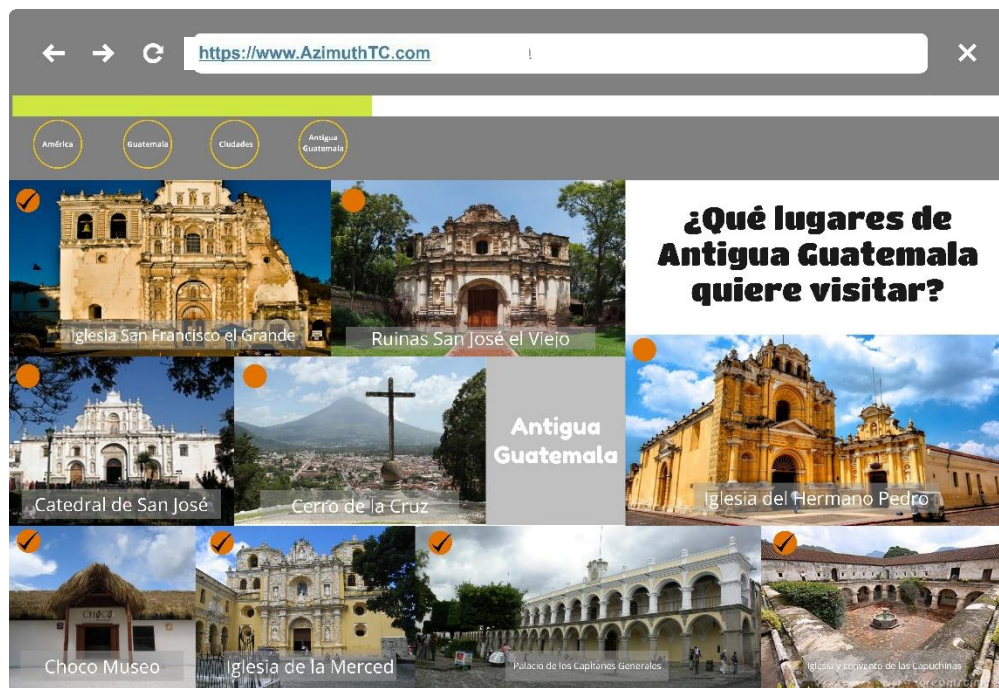 https://www.AzimuthTC.com
América
Guatemala
Ciudades
Antigua
Guatemala
Iglesia San Francisco el Grande
Ruinas San José el Viejo
¿Qué lugares de
Antigua Guatemala
quiere visitar?
Catedral de San José
Cerro de la Cruz
Antigua
Guatemala
Iglesia del Hermano Pedro
CHOCO
Choco Museo
Iglesia de la Merced
Palacio de los Capitanes Generales
Iglesia y convento de las Capuchinas